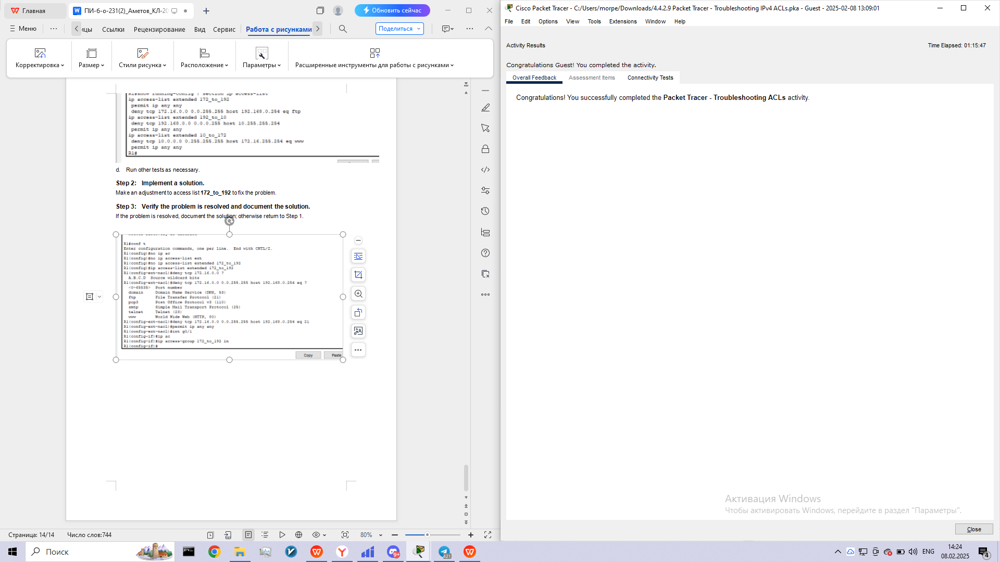 Главная
ПИ-6-о-231(2)_Аметов_КЛ-20
Обновить сейчас
Меню
ицы
Ссылки
Рецензирование
Вид
Сервис
Работа с рисунками
Поделиться
Корректировка
Размер
Стили рисунка
Расположение
Параметры
Расширенные инструменты для работы с рисунками
R1#show running-config | section ip access-list
ip access-list extended 172_to_192
permit ip any any
deny tcp 172.16.0.0 0.0.255.255 host 192.168.0.254 eq ftp
ip access-list extended 192_to_10
deny tcp 192.168.0.0 0.0.0.255 host 10.255.255.254
permit ip any any
ip access-list extended 10_to_172
deny tcp 10.0.0.0 0.255.255.255 host 172.16.255.254 eq www
permit ip any any
R1#
d. Run other tests as necessary.
Step 2: Implement a solution.
Make an adjustment to access list 172_to_192 to fix the problem.
Step 3: Verify the problem is resolved and document the solution.
If the problem is resolved, document the solution; otherwise return to Step 1.
R1#conf t
Enter configuration commands, one per line. End with CNTL/Z.
R1(config)#no ip ac
R1(config)#no ip access-list ext
R1(config)#no ip access-list extended 172_to_192
R1(config)#ip access-list extended 172_to_192
R1(config-ext-nacl)#deny tcp 172.16.0.0 ?
A.B.C.D Source wildcard bits
R1(config-ext-nacl)#deny tcp 172.16.0.0 0.0.255.255 host 192.168.0.254 eq ?
<0-65535> Port number
domain Domain Name Service (DNS, 53)
ftp File Transfer Protocol (21)
pop3 Post Office Protocol v3 (110)
smtp Simple Mail Transport Protocol (25)
telnet Telnet (23)
www World Wide Web (HTTP, 80)
R1(config-ext-nacl)#deny tcp 172.16.0.0 0.0.255.255 host 192.168.0.254 eq 21
R1(config-ext-nacl)#permit ip any any
R1(config-ext-nacl)#int g0/1
R1(config-if)#ip ac
R1(config-if)#ip access-group 172_to_192 in
R1(config-if)#
Copy
Paste
Страница: 14/14
Число слов:744
80%
Cisco Packet Tracer - C:/Users/morpe/Downloads/4.4.2.9 Packet Tracer - Troubleshooting IPv4 ACLs.pka - Guest - 2025-02-08 13:09:01
File
Edit
Options
View
Tools
Extensions
Window
Help
Activity Results
Time Elapsed: 01:15:47
Congratulations Guest! You completed the activity.
Overall Feedback
Assessment Items
Connectivity Tests
Congratulations! You successfully completed the Packet Tracer - Troubleshooting ACLs activity.
Активация Windows
Чтобы активировать Windows, перейдите в раздел "Параметры".
Close
Поиск
9+
421
ENG
14:24
08.02.2025
4